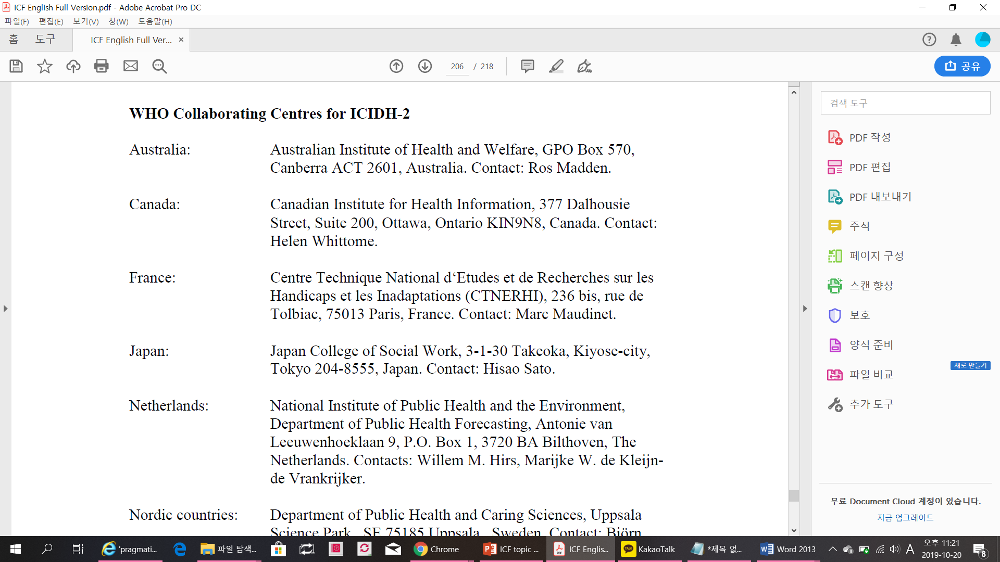 ICF English Full Version.pdf - Adobe Acrobat Pro DC
파일(F) 편집(E) 보기(V) 창(W) 도움말(H)
홈 도구 ICF English Full Ver... ×
206 / 218
공유
WHO Collaborating Centres for ICIDH-2
Australia: Australian Institute of Health and Welfare, GPO Box 570,
Canberra ACT 2601, Australia. Contact: Ros Madden.
Canada: Canadian Institute for Health Information, 377 Dalhousie
Street, Suite 200, Ottawa, Ontario KIN9N8, Canada. Contact:
Helen Whittome.
France: Centre Technique National d‘Etudes et de Recherches sur les
Handicaps et les Inadaptations (CTNERHI), 236 bis, rue de
Tolbiac, 75013 Paris, France. Contact: Marc Maudinet.
Japan: Japan College of Social Work, 3-1-30 Takeoka, Kiyose-city,
Tokyo 204-8555, Japan. Contact: Hisao Sato.
Netherlands: National Institute of Public Health and the Environment,
Department of Public Health Forecasting, Antonie van
Leeuwenhoeklaan 9, P.O. Box 1, 3720 BA Bilthoven, The
Netherlands. Contacts: Willem M. Hirs, Marijke W. de Kleijn-
de Vrankrijker.
Nordic countries: Department of Public Health and Caring Sciences, Uppsala
Science Park, SE 75185 Uppsala, Sweden. Contact: Björn
검색 도구
PDF 작성
PDF 편집
PDF 내보내기
주석
페이지 구성
스캔 향상
보호
양식 준비
새로 만들기
파일 비교
추가 도구
무료 Document Cloud 계정이 있습니다.
지금 업그레이드
'pragmati... 파일 탐색... Chrome ICF topic ... ICF Englis... TALK KakaoTalk *제목 없... Word 2013 A 오후 11:21
2019-10-20 8